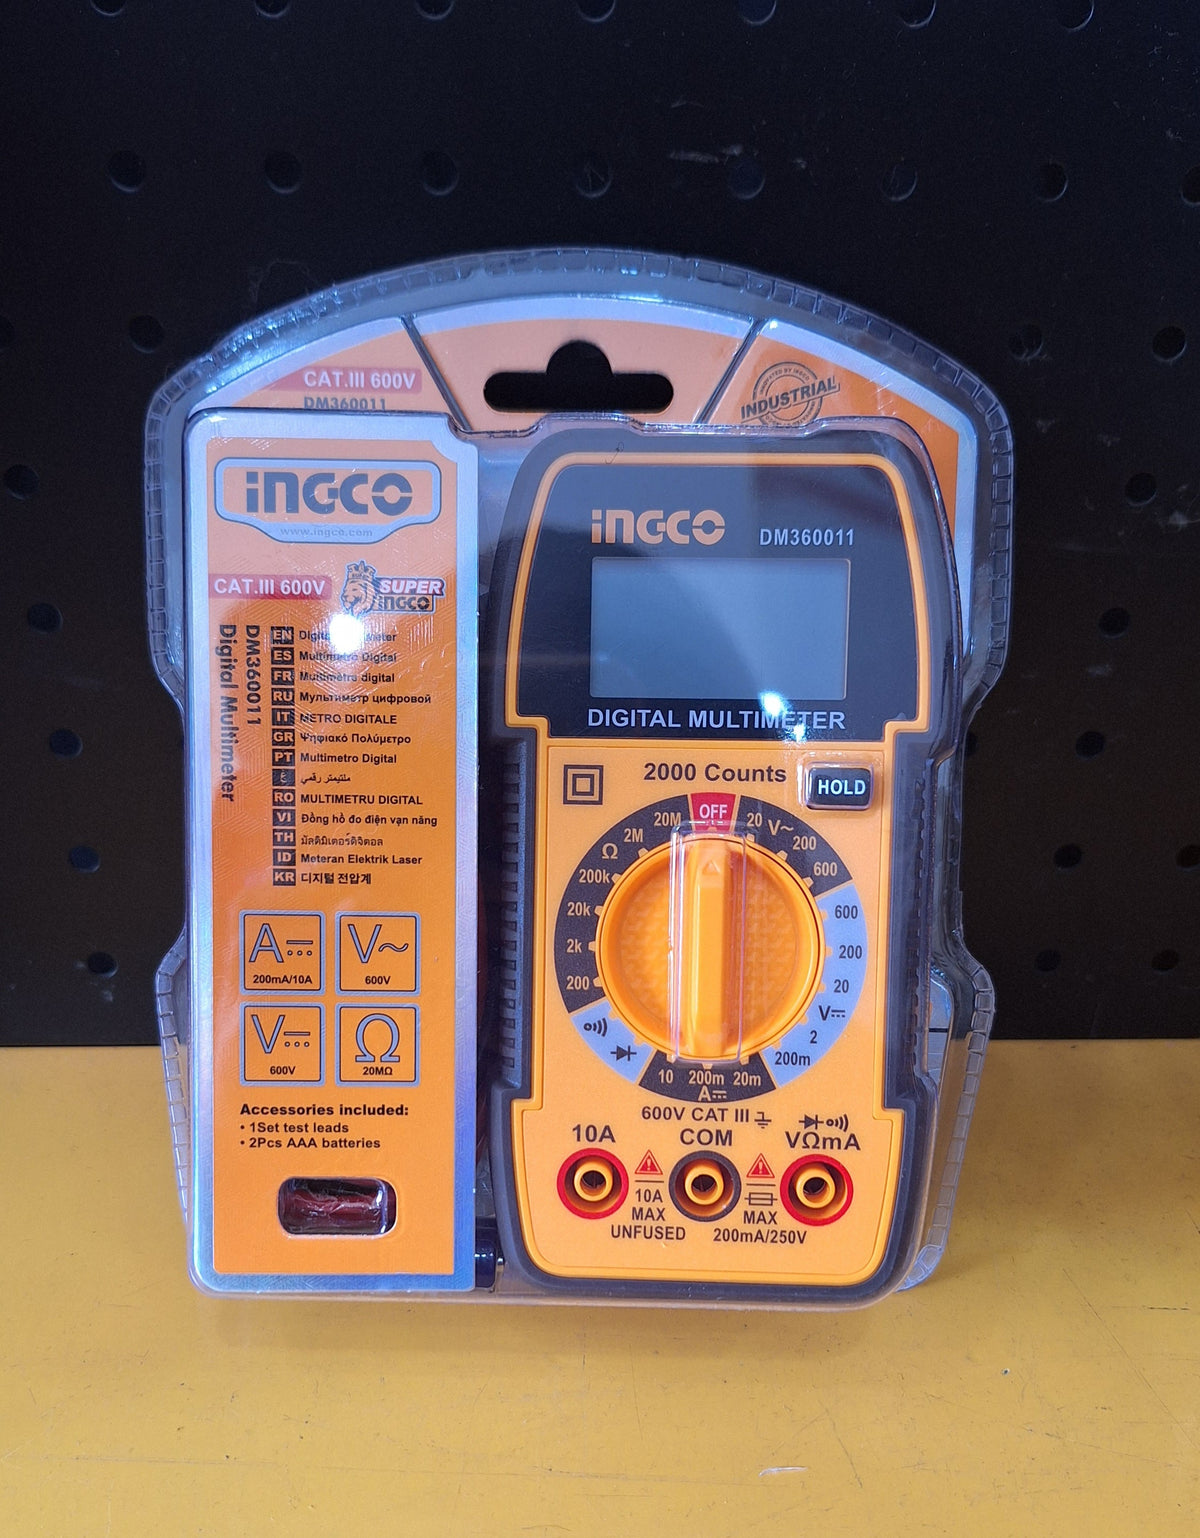 CAT.III 600V
DM360011
INDUSTRIAL
INGCO
www.ingco.com
CAT.III 600V
SUPER
INGCO
DM360011
Digital Multimeter
EN Digital Multimeter
ES Multímetro Digital
FR Multimètre digital
RU Мультиметр цифровой
IT METRO DIGITALE
GR Ψηφιακό Πολύμετρο
PT Multimetro Digital
ع ملتيمتر رقمي
RO MULTIMETRU DIGITAL
VI Đồng hồ đo điện vạn năng
TH มัลติมิเตอร์ดิจิตอล
ID Meteran Elektrik Laser
KR 디지털 전압계
A
200mA/10A
V~
600V
V
600V
Ω
20MΩ
Accessories included:
• 1Set test leads
• 2Pcs AAA batteries
INGCO DM360011
DIGITAL MULTIMETER
2000 Counts
HOLD
OFF
20 V~
200
600
600
200
20
V
2
200m
20m
200m
10
A
200
2k
20k
200k
Ω
2M
20M
600V CAT III
10A COM VΩmA
10A
MAX
UNFUSED
MAX
200mA/250V